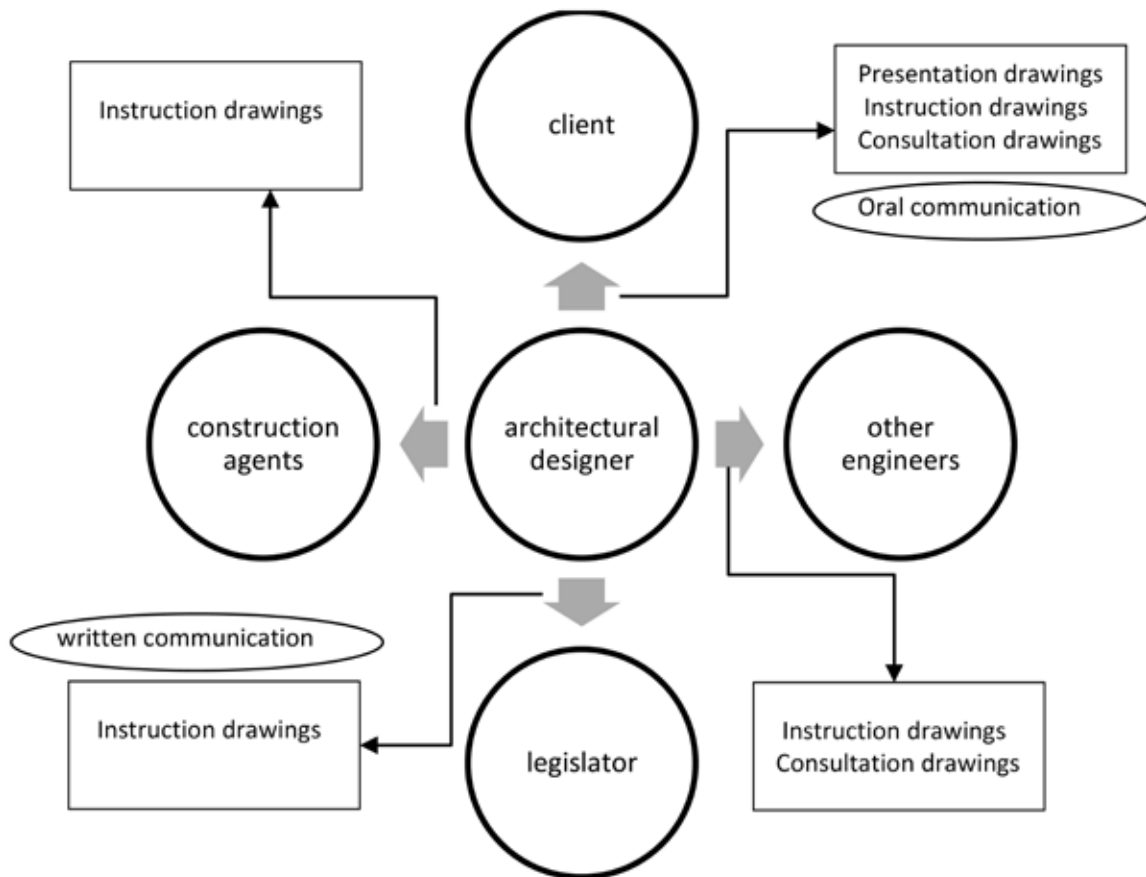 Instruction drawings
client
Presentation drawings
Instruction drawings
Consultation drawings
Oral communication
construction
agents
architectural
designer
other
engineers
written communication
Instruction drawings
legislator
Instruction drawings
Consultation drawings